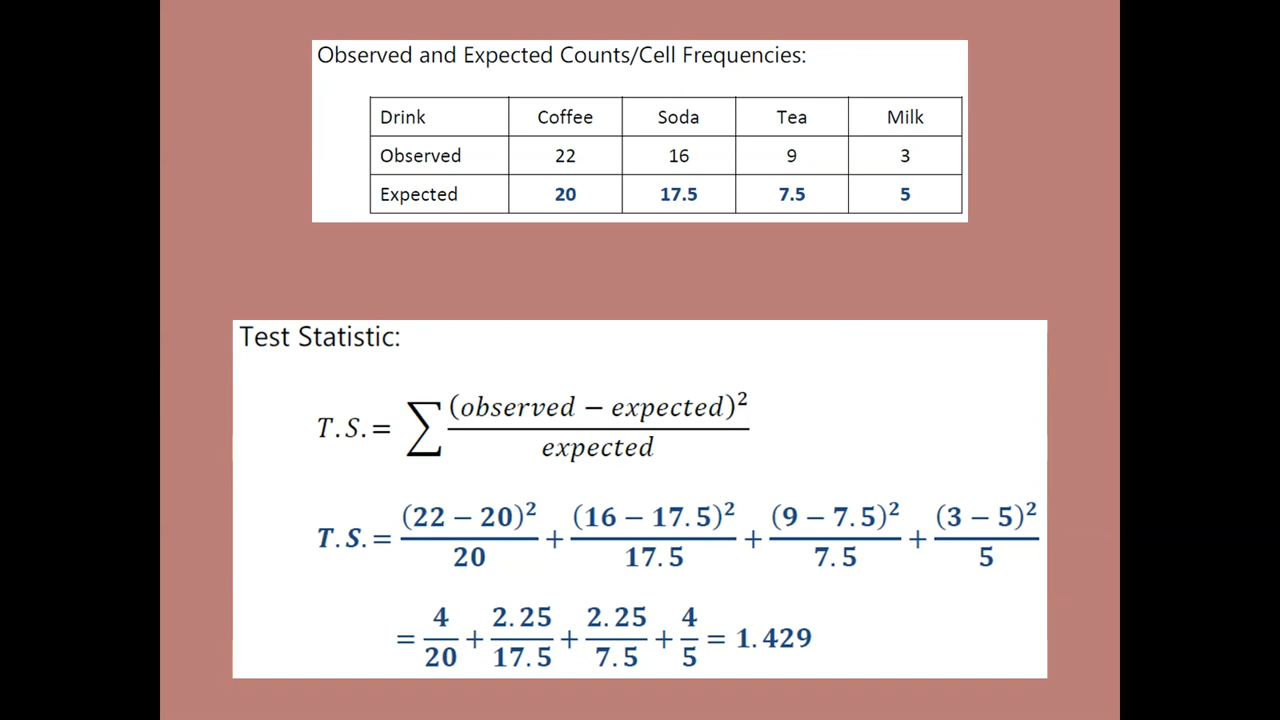 Observed and Expected Counts/Cell Frequencies:
Drink Coffee Soda Tea Milk
Observed 22 16 9 3
Expected 20 17.5 7.5 5
Test Statistic:
T.S.= ∑ (observed − expected)² / expected
T.S.= (22 − 20)² / 20 + (16 − 17.5)² / 17.5 + (9 − 7.5)² / 7.5 + (3 − 5)² / 5
= 4/20 + 2.25/17.5 + 2.25/7.5 + 4/5 = 1.429